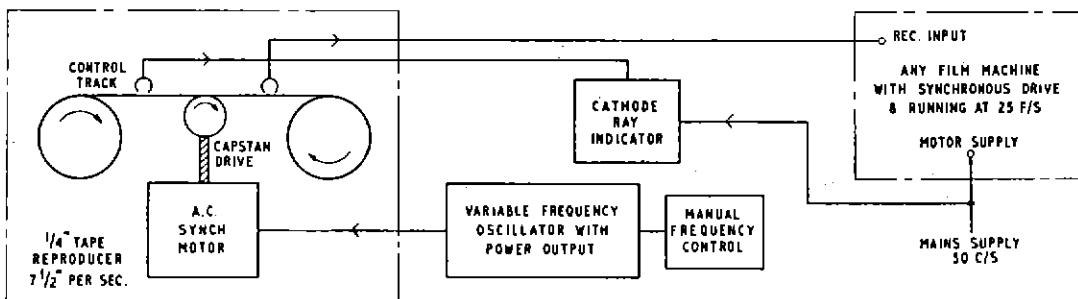 CONTROL
TRACK
CAPSTAN
DRIVE
A.C.
SYNCH
MOTOR
1/4" TAPE
REPRODUCER
7 1/2" PER SEC.
CATHODE
RAY
INDICATOR
VARIABLE FREQUENCY
OSCILLATOR WITH
POWER OUTPUT
MANUAL
FREQUENCY
CONTROL
REC. INPUT
ANY FILM MACHINE
WITH SYNCHRONOUS DRIVE
& RUNNING AT 25 F/S
MOTOR SUPPLY
MAINS SUPPLY
50 C/S